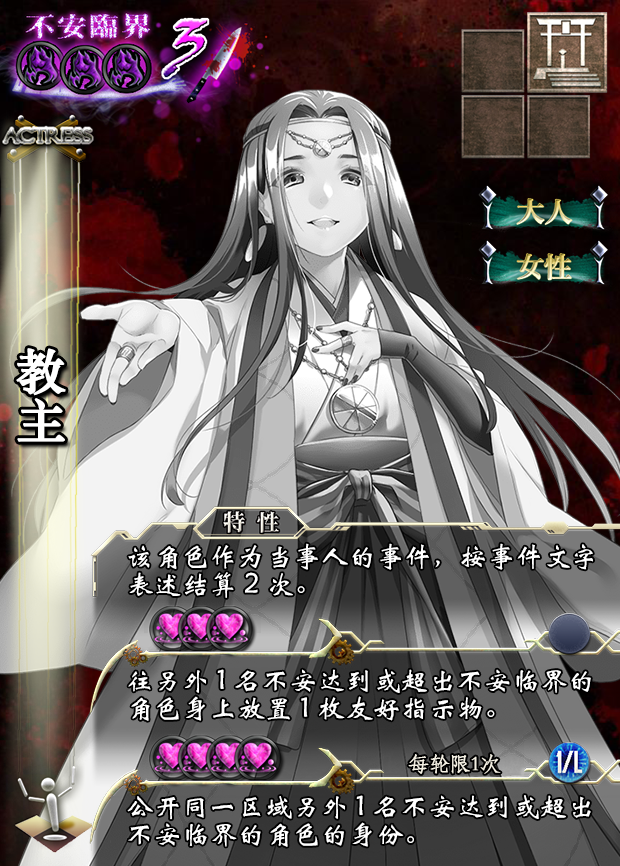 不安臨界 3
ACTRESS
大人
女性
教主
特性
该角色作为当事人的事件，按事件文字
表述结算2次。
往另外1名不安达到或超出不安临界的
角色身上放置1枚友好指示物。
每轮限1次 1/L
公开同一区域另外1名不安达到或超出
不安临界的角色的身份。